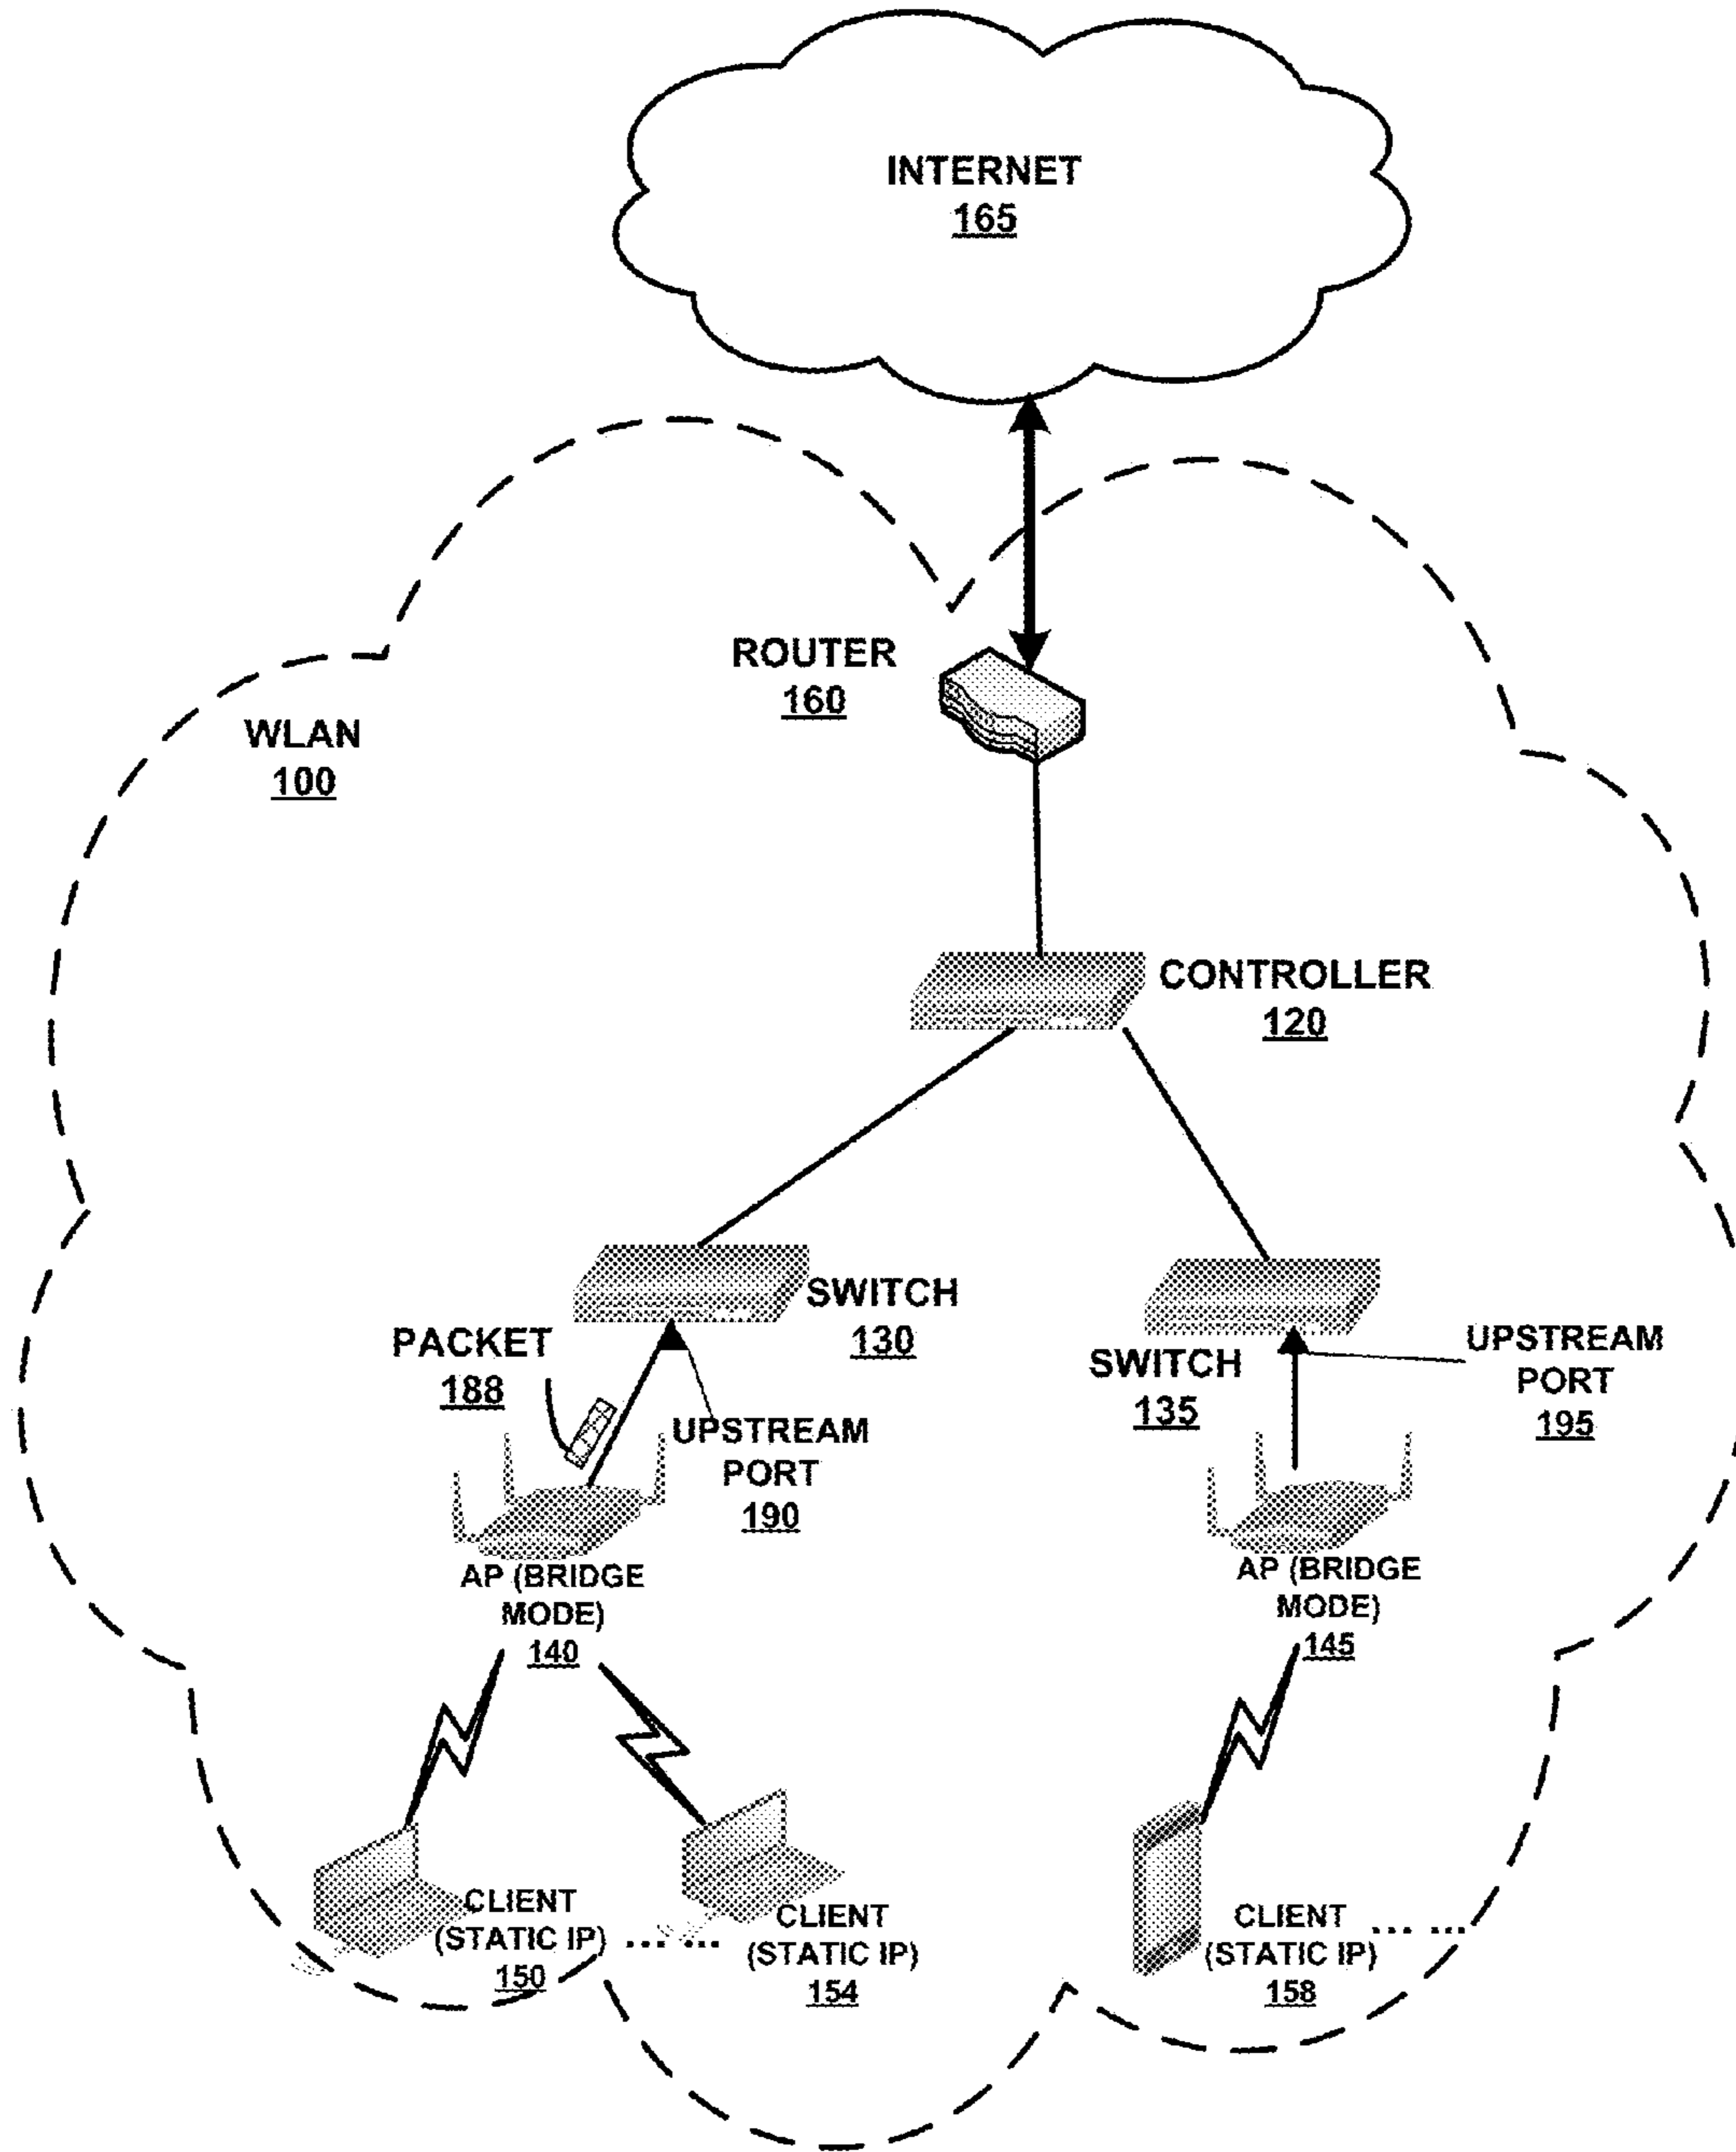 INTERNET
165
ROUTER
160
WLAN
100
CONTROLLER
120
SWITCH
130
PACKET
188
UPSTREAM
PORT
190
SWITCH
135
UPSTREAM
PORT
195
AP (BRIDGE
MODE)
140
AP (BRIDGE
MODE)
145
CLIENT
(STATIC IP)
150
CLIENT
(STATIC IP)
154
CLIENT
(STATIC IP)
158